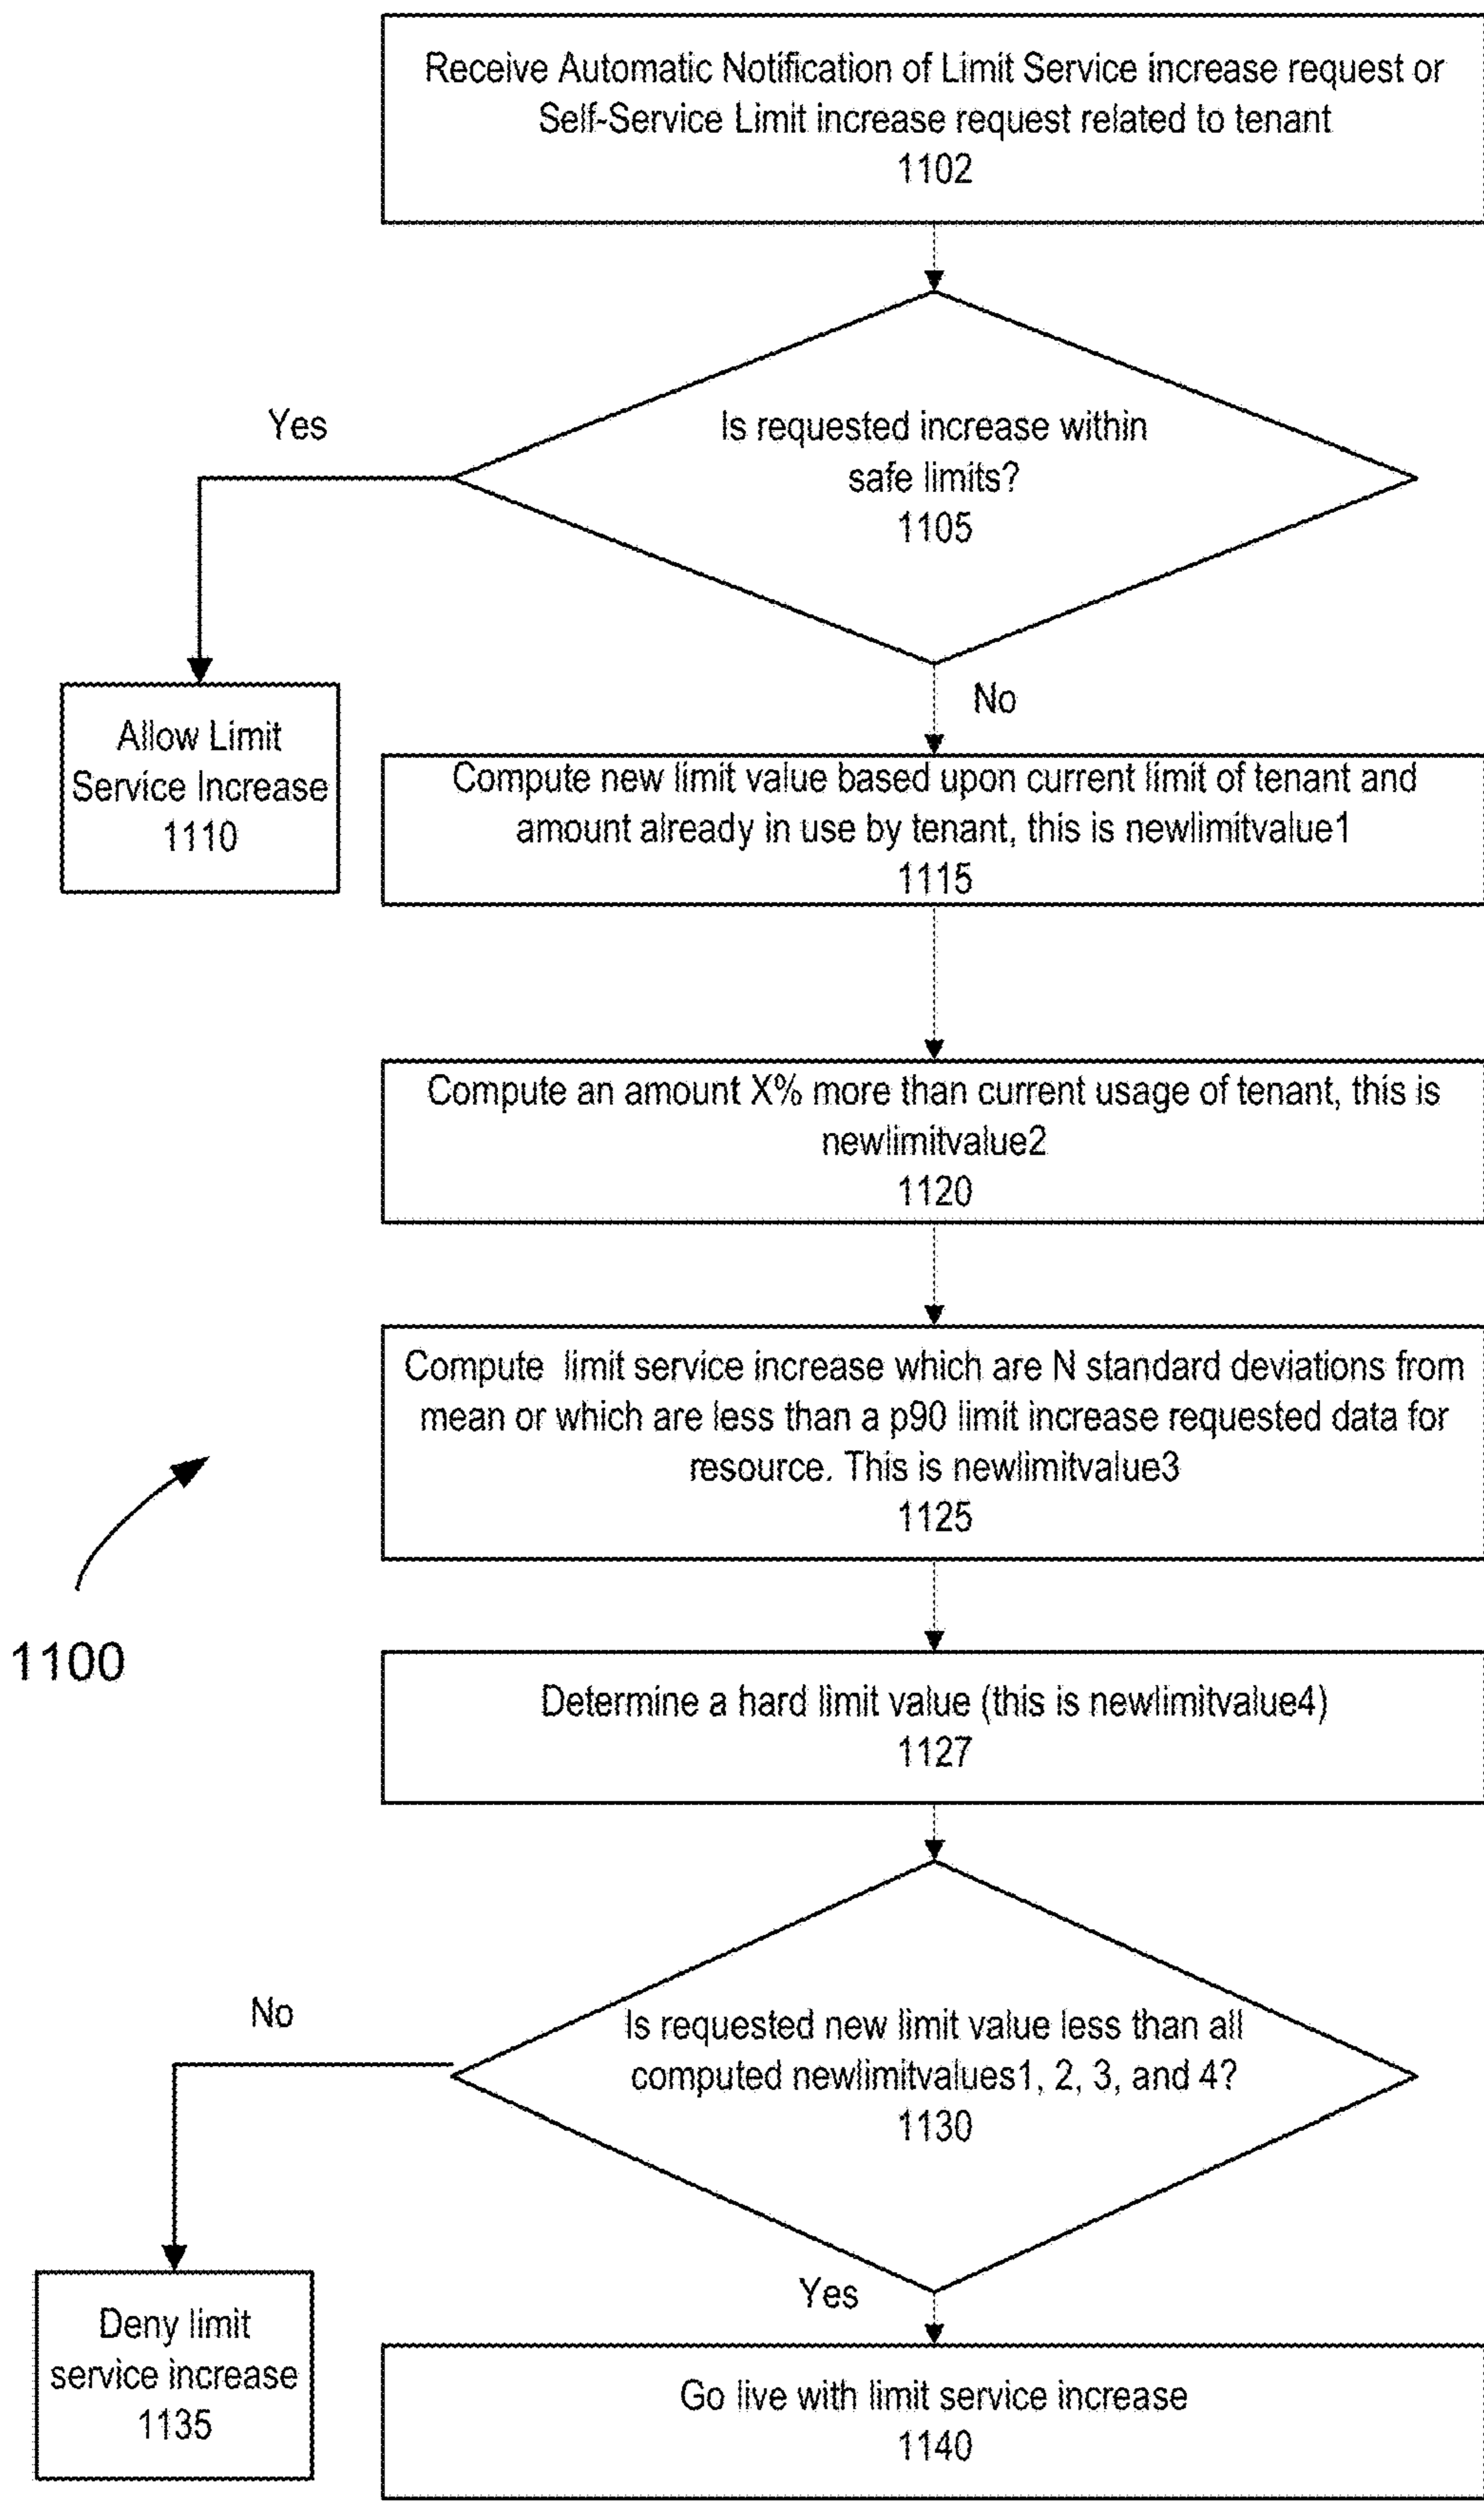 Receive Automatic Notification of Limit Service increase request or
Self-Service Limit increase request related to tenant
1102
Is requested increase within
safe limits?
1105
Yes
No
Allow Limit
Service Increase
1110
Compute new limit value based upon current limit of tenant and
amount already in use by tenant, this is newlimitvalue1
1115
Compute an amount X% more than current usage of tenant, this is
newlimitvalue2
1120
Compute limit service increase which are N standard deviations from
mean or which are less than a p90 limit increase requested data for
resource. This is newlimitvalue3
1125
1100
Determine a hard limit value (this is newlimitvalue4)
1127
Is requested new limit value less than all
computed newlimitvalues1, 2, 3, and 4?
1130
No
Yes
Deny limit
service increase
1135
Go live with limit service increase
1140